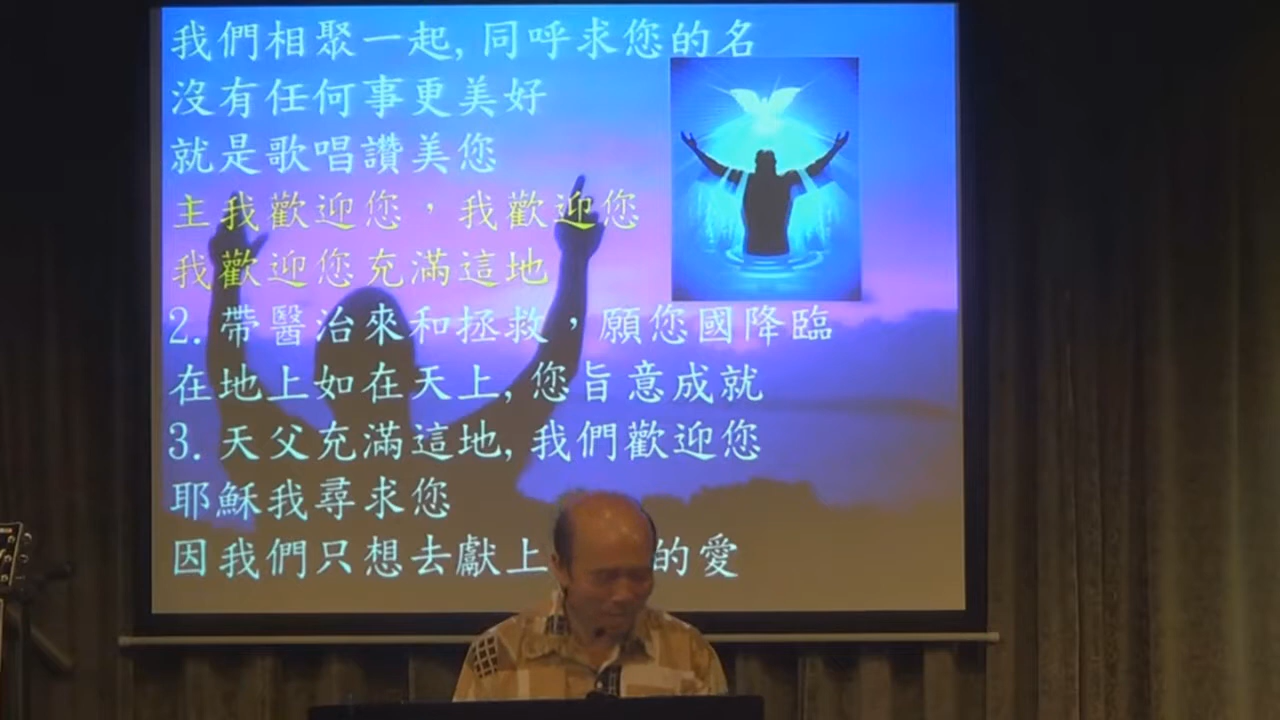 我們相聚一起, 同呼求您的名
沒有任何事更美好
就是歌唱讚美您
主我歡迎您，我歡迎您
我歡迎您充滿這地
2. 帶醫治來和拯救，願您國降臨
在地上如在天上, 您旨意成就
3. 天父充滿這地, 我們歡迎您
耶穌我尋求您
因我們只想去獻上 的愛